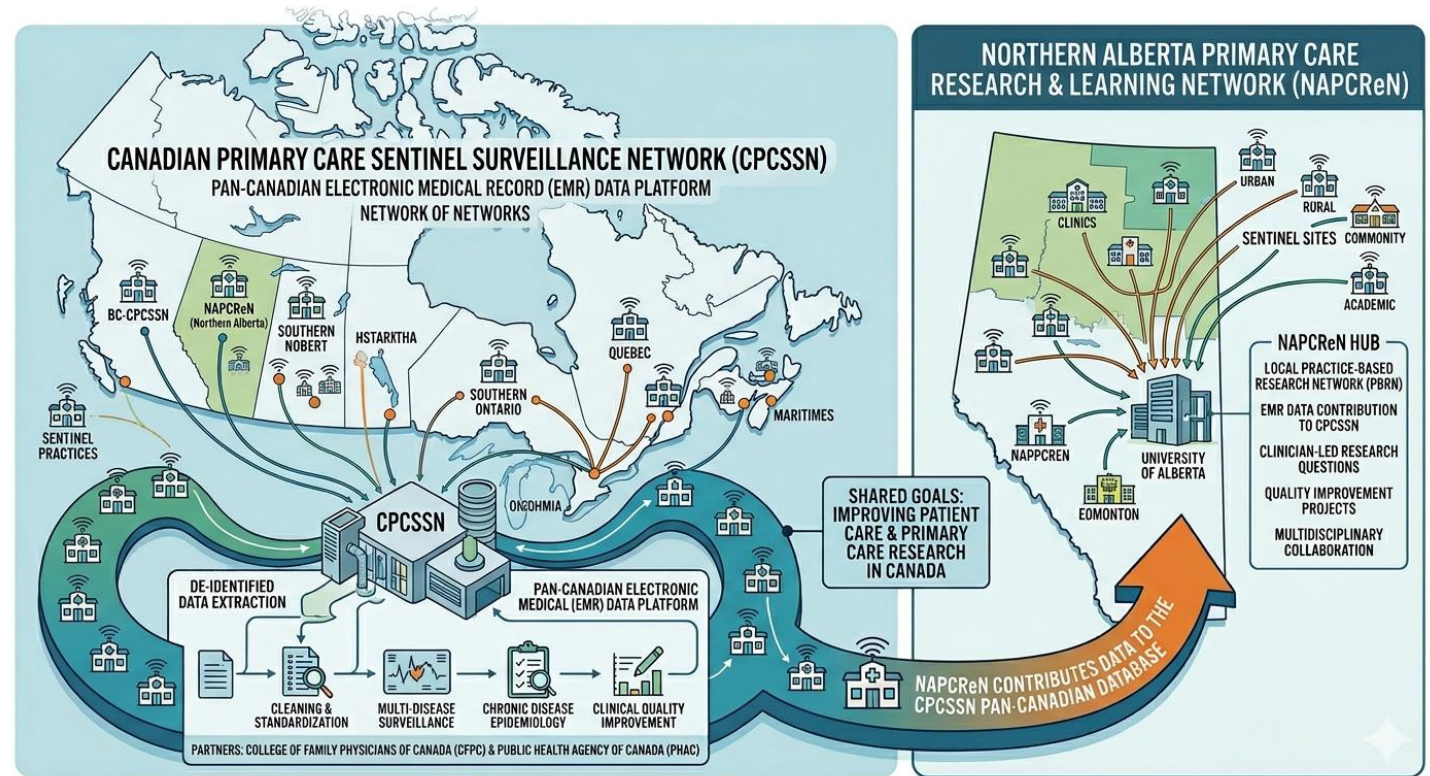 CANADIAN PRIMARY CARE SENTINEL SURVEILLANCE NETWORK (CPCSSN)
PAN-CANADIAN ELECTRONIC MEDICAL RECORD (EMR) DATA PLATFORM
NETWORK OF NETWORKS
BC-CPCSSN
NAPCReN
(Northern Alberta)
SOUTHERN
NOBERT
HSTARKTHA
SOUTHERN
ONTARIO
QUEBEC
MARITIMES
SENTINEL
PRACTICES
ONEOHMIA
CPCSSN
DE-IDENTIFIED
DATA EXTRACTION
PAN-CANADIAN ELECTRONIC
MEDICAL (EMR) DATA PLATFORM
CLEANING &
STANDARDIZATION
MULTI-DISEASE
SURVEILLANCE
CHRONIC DISEASE
EPIDEMIOLOGY
CLINICAL QUALITY
IMPROVEMENT
PARTNERS: COLLEGE OF FAMILY PHYSICIANS OF CANADA (CFPC) & PUBLIC HEALTH AGENCY OF CANADA (PHAC)
SHARED GOALS:
IMPROVING PATIENT
CARE & PRIMARY
CARE RESEARCH
IN CANADA
NORTHERN ALBERTA PRIMARY CARE
RESEARCH & LEARNING NETWORK (NAPCReN)
CLINICS
URBAN
RURAL
SENTINEL SITES
COMMONITY
ACADEMIC
NAPPCREN
EDMONTON
UNIVERSITY
OF ALBERTA
NAPCReN HUB
LOCAL PRACTICE-BASED
RESEARCH NETWORK (PBRN)
EMR DATA CONTRIBUTION
TO CPCSSN
CLINICIAN-LED RESEARCH
QUESTIONS
QUALITY IMPROVEMENT
PROJECTS
MULTIDISCIPLINARY
COLLABORATION
NAPCReN CONTRIBUTES DATA TO THE
CPCSSN PAN-CANADIAN DATABASE